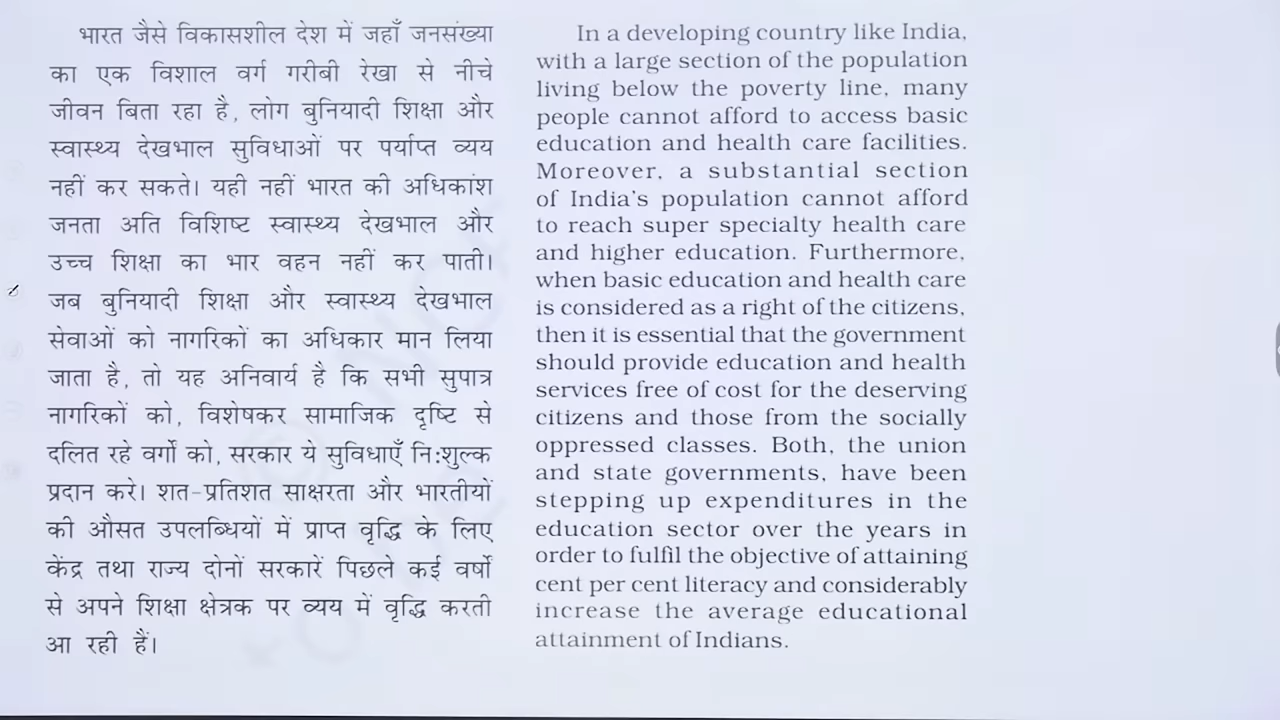 भारत जैसे विकासशील देश में जहाँ जनसंख्या
का एक विशाल वर्ग गरीबी रेखा से नीचे
जीवन बिता रहा है, लोग बुनियादी शिक्षा और
स्वास्थ्य देखभाल सुविधाओं पर पर्याप्त व्यय
नहीं कर सकते। यही नहीं भारत की अधिकांश
जनता अति विशिष्ट स्वास्थ्य देखभाल और
उच्च शिक्षा का भार वहन नहीं कर पाती।
जब बुनियादी शिक्षा और स्वास्थ्य देखभाल
सेवाओं को नागरिकों का अधिकार मान लिया
जाता है, तो यह अनिवार्य है कि सभी सुपात्र
नागरिकों को, विशेषकर सामाजिक दृष्टि से
दलित रहे वर्गों को, सरकार ये सुविधाएँ नि:शुल्क
प्रदान करे। शत-प्रतिशत साक्षरता और भारतीयों
की औसत उपलब्धियों में प्राप्त वृद्धि के लिए
केंद्र तथा राज्य दोनों सरकारें पिछले कई वर्षों
से अपने शिक्षा क्षेत्रक पर व्यय में वृद्धि करती
आ रही हैं।
In a developing country like India,
with a large section of the population
living below the poverty line, many
people cannot afford to access basic
education and health care facilities.
Moreover, a substantial section
of India's population cannot afford
to reach super specialty health care
and higher education. Furthermore,
when basic education and health care
is considered as a right of the citizens,
then it is essential that the government
should provide education and health
services free of cost for the deserving
citizens and those from the socially
oppressed classes. Both, the union
and state governments, have been
stepping up expenditures in the
education sector over the years in
order to fulfil the objective of attaining
cent per cent literacy and considerably
increase the average educational
attainment of Indians.